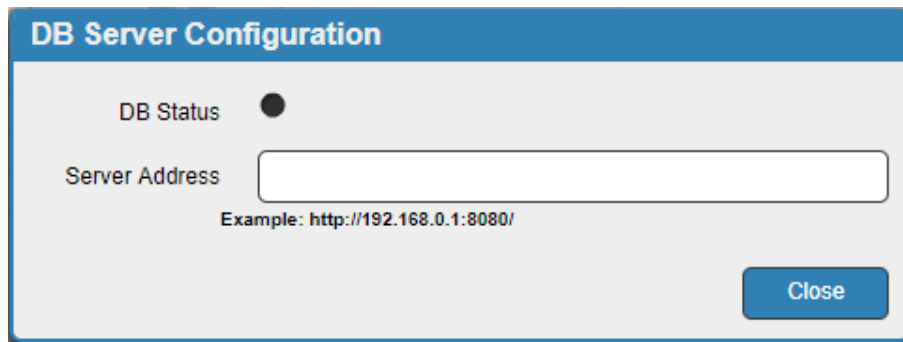 DB Server Configuration
DB Status
Server Address
Example: http://192.168.0.1:8080/
Close